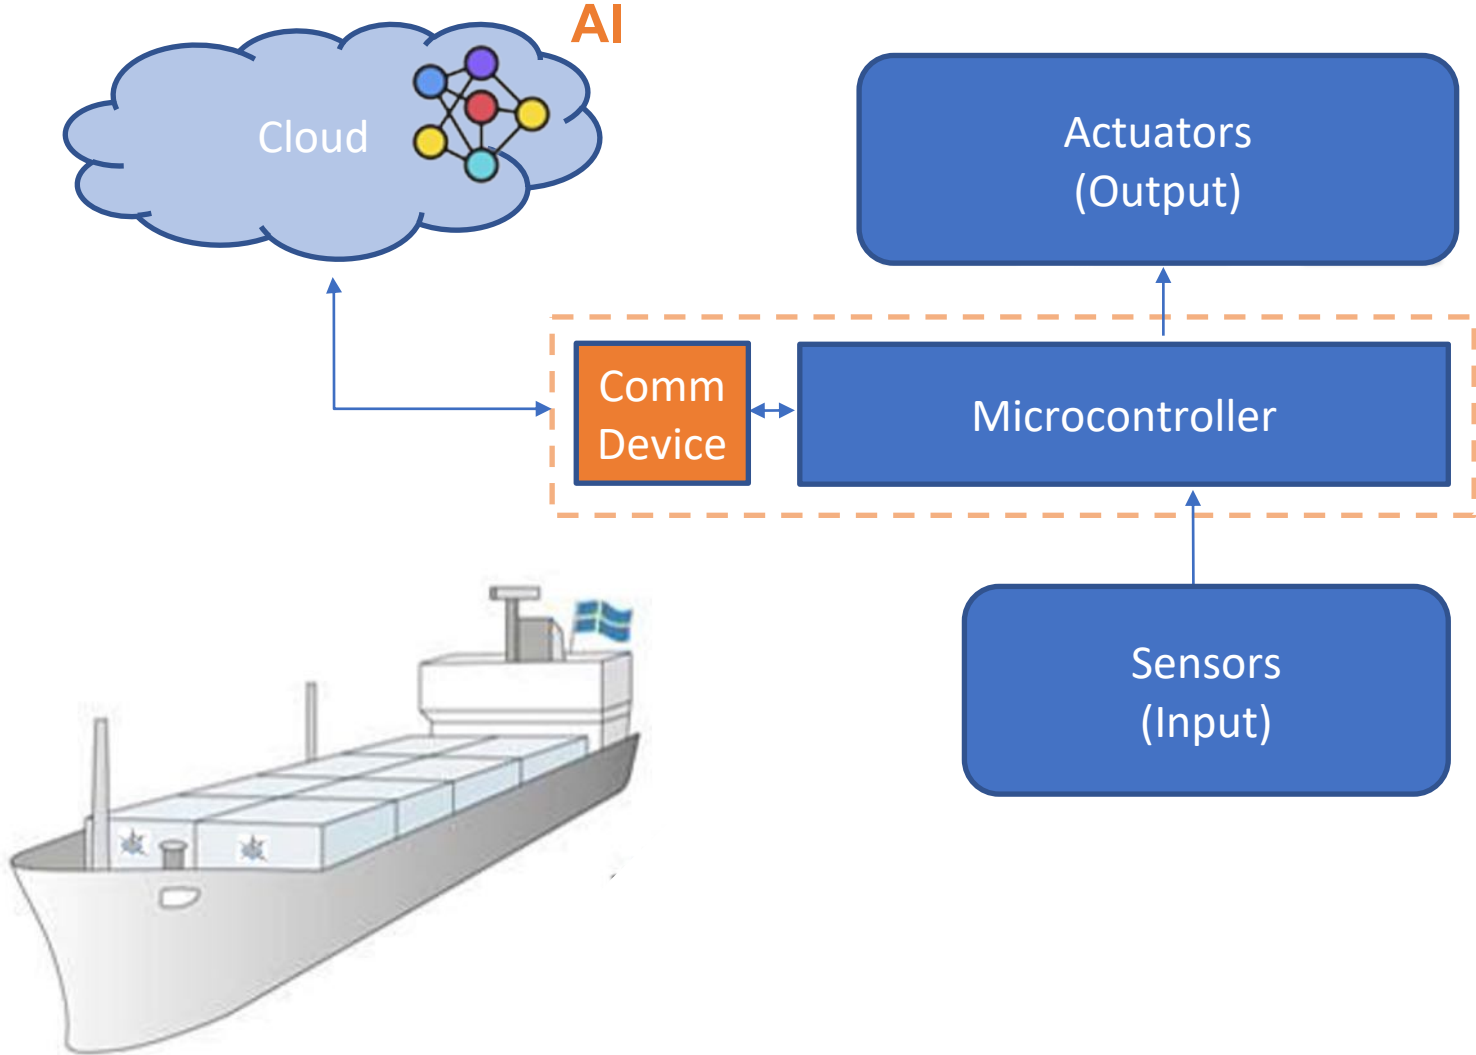 AI
Cloud
Actuators
(Output)
Comm
Device
Microcontroller
Sensors
(Input)